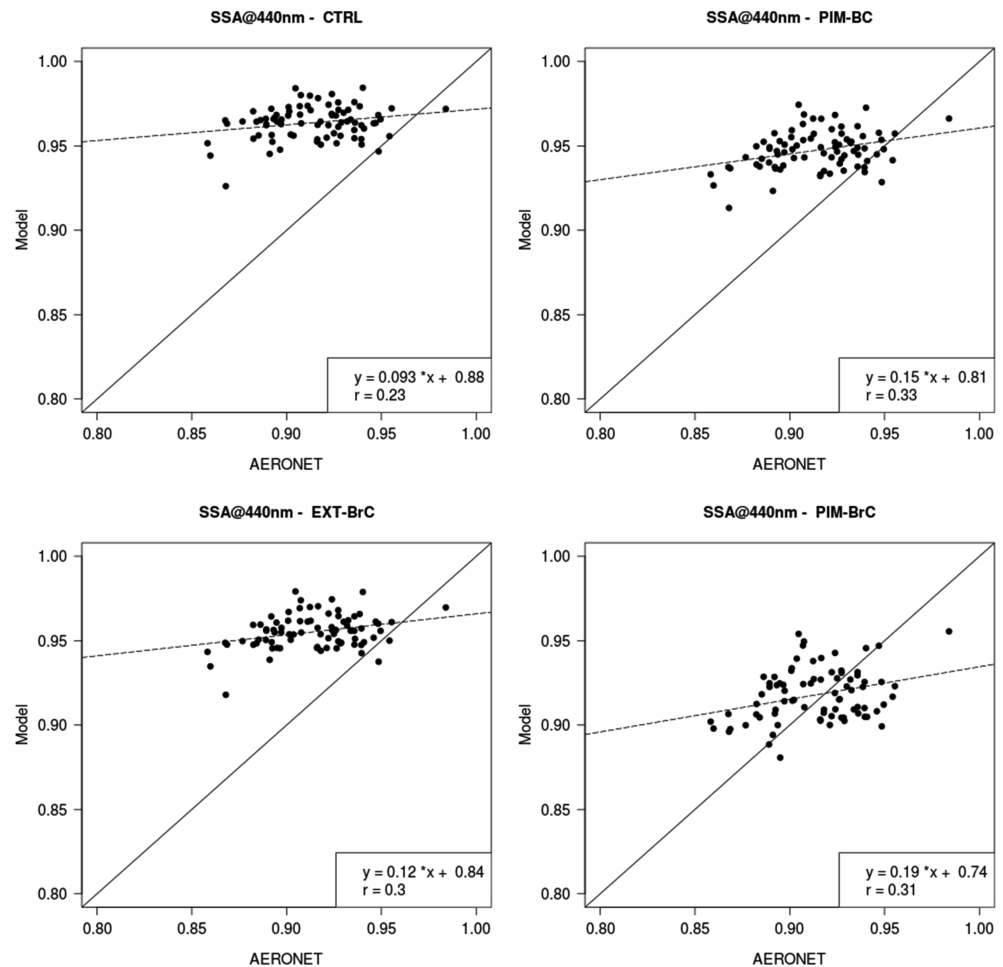 SSA@440nm - CTRL
1.00
0.95
0.90
0.85
0.80
Model
y = 0.093 *x + 0.88
r = 0.23
0.80 0.85 0.90 0.95 1.00
AERONET
SSA@440nm - PIM-BC
1.00
0.95
0.90
0.85
0.80
Model
y = 0.15 *x + 0.81
r = 0.33
0.80 0.85 0.90 0.95 1.00
AERONET
SSA@440nm - EXT-BrC
1.00
0.95
0.90
0.85
0.80
Model
y = 0.12 *x + 0.84
r = 0.3
0.80 0.85 0.90 0.95 1.00
AERONET
SSA@440nm - PIM-BrC
1.00
0.95
0.90
0.85
0.80
Model
y = 0.19 *x + 0.74
r = 0.31
0.80 0.85 0.90 0.95 1.00
AERONET